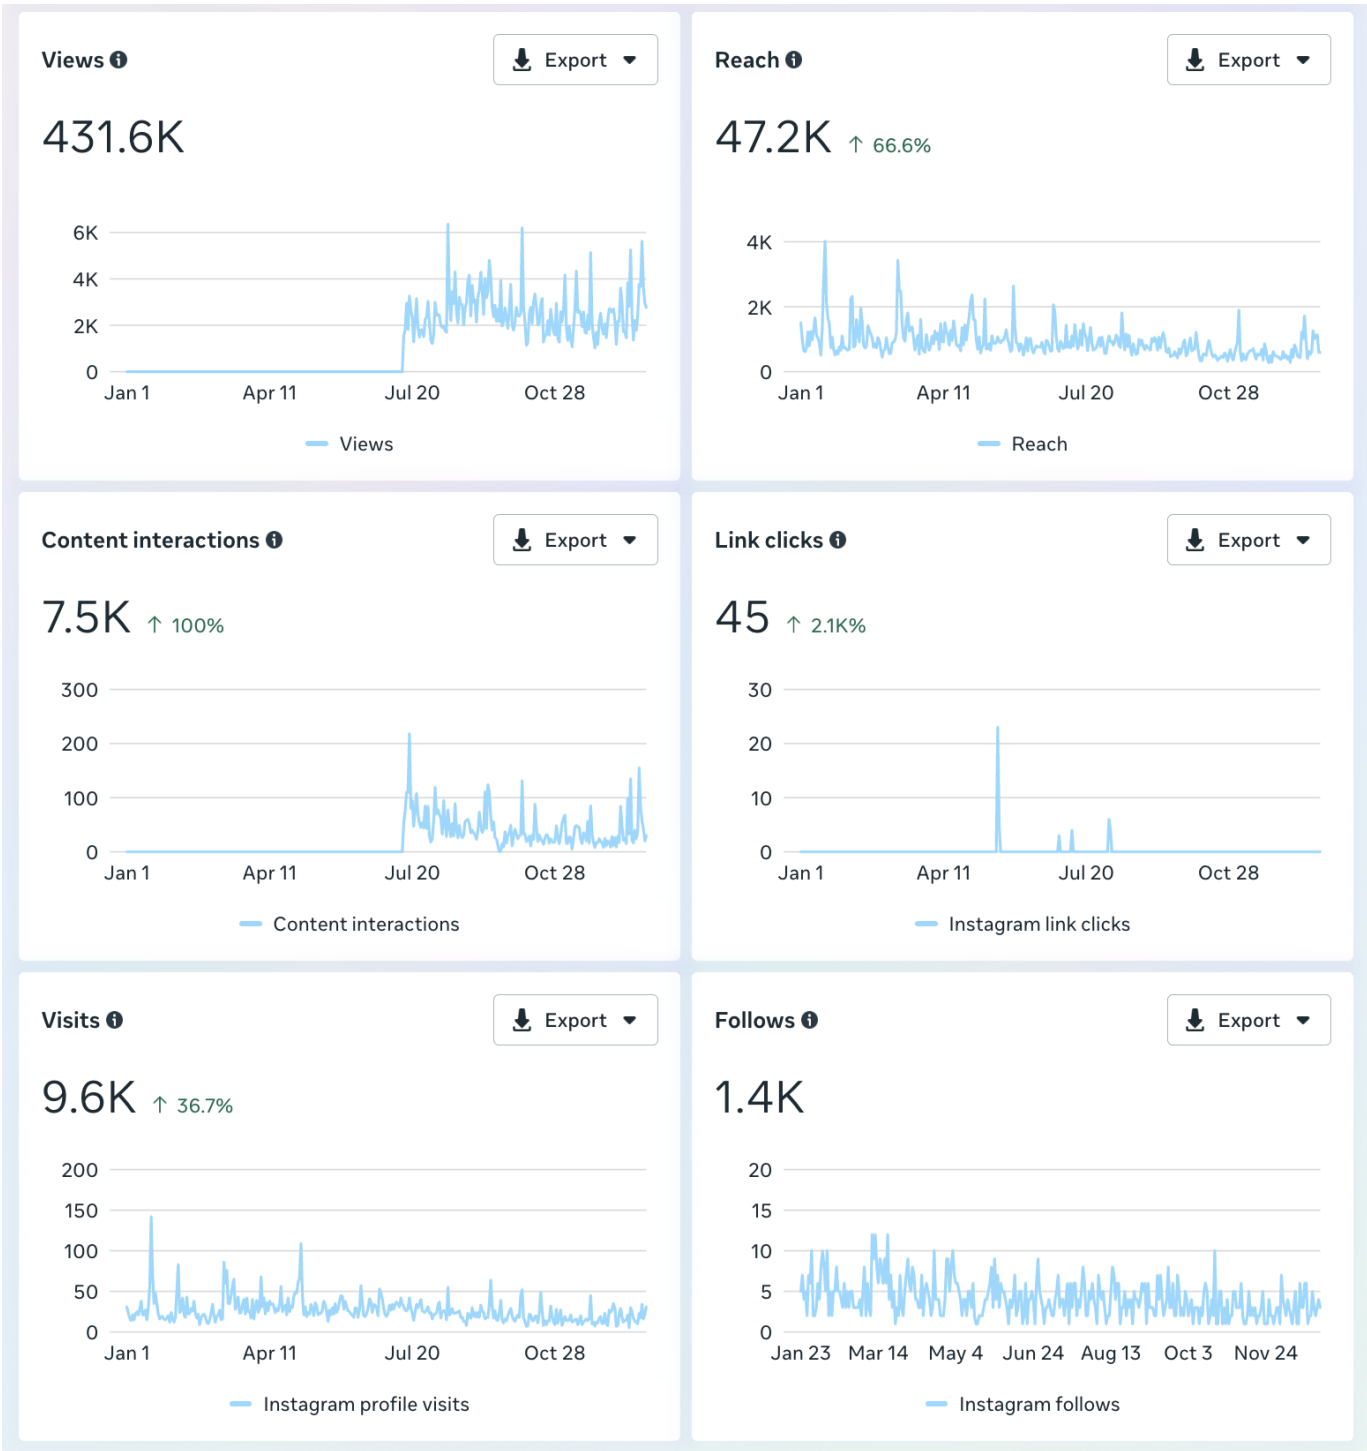 Views
Export
431.6K
6K
4K
2K
0
Jan 1 Apr 11 Jul 20 Oct 28
Views
Reach
Export
47.2K ↑ 66.6%
4K
2K
0
Jan 1 Apr 11 Jul 20 Oct 28
Reach
Content interactions
Export
7.5K ↑ 100%
300
200
100
0
Jan 1 Apr 11 Jul 20 Oct 28
Content interactions
Link clicks
Export
45 ↑ 2.1K%
30
20
10
0
Jan 1 Apr 11 Jul 20 Oct 28
Instagram link clicks
Visits
Export
9.6K ↑ 36.7%
200
150
100
50
0
Jan 1 Apr 11 Jul 20 Oct 28
Instagram profile visits
Follows
Export
1.4K
20
15
10
5
0
Jan 23 Mar 14 May 4 Jun 24 Aug 13 Oct 3 Nov 24
Instagram follows